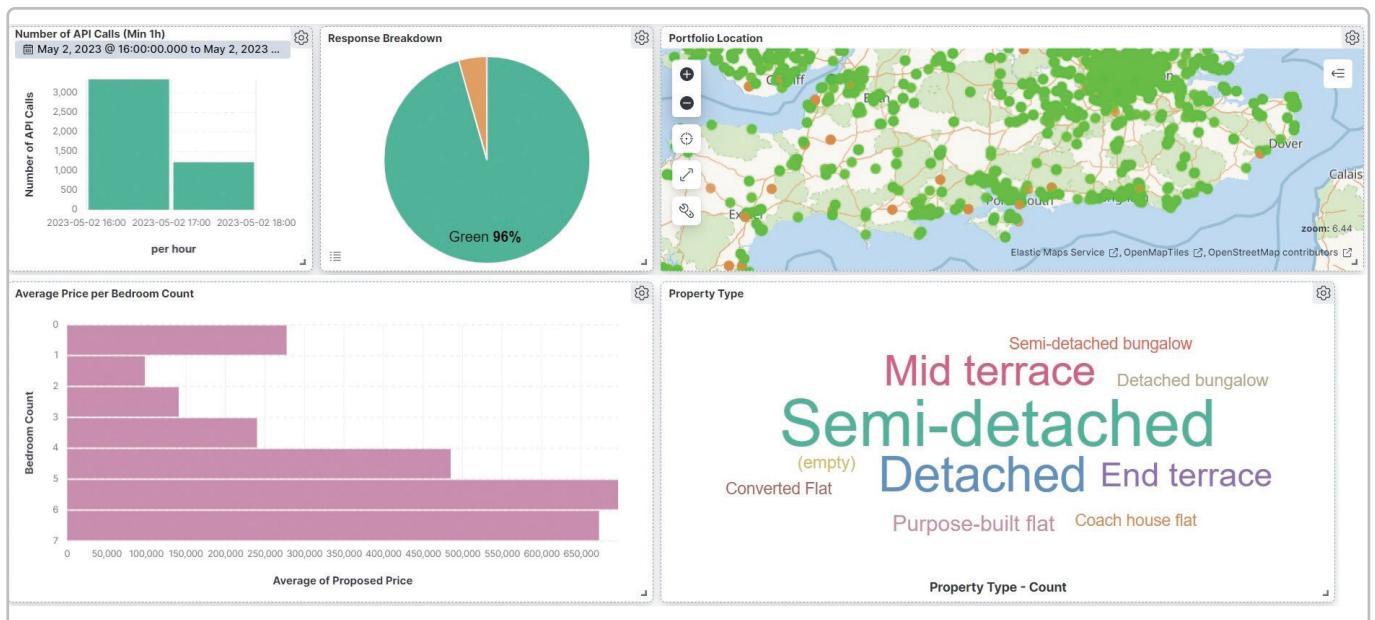 Number of API Calls (Min 1h)
May 2, 2023 @ 16:00:00.000 to May 2, 2023 ...
Number of API Calls
3,000
2,500
2,000
1,500
1,000
500
0
2023-05-02 16:00 2023-05-02 17:00 2023-05-02 18:00
per hour
Response Breakdown
Green 96%
Portfolio Location
Dover
Calais
zoom: 6.44
Elastic Maps Service, OpenMapTiles, OpenStreetMap contributors
Average Price per Bedroom Count
Bedroom Count
0
1
2
3
4
5
6
7
0 50,000 100,000 150,000 200,000 250,000 300,000 350,000 400,000 450,000 500,000 550,000 600,000 650,000
Average of Proposed Price
Property Type
Semi-detached bungalow
Mid terrace
Detached bungalow
Semi-detached
(empty)
Detached
End terrace
Converted Flat
Purpose-built flat
Coach house flat
Property Type - Count